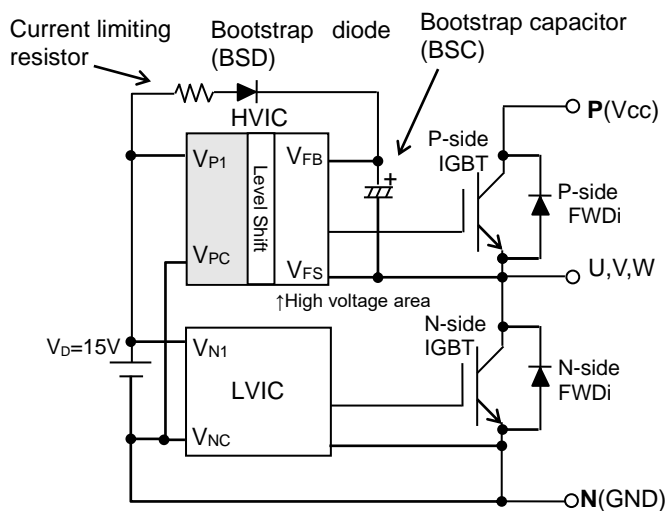 Current limiting
resistor
Bootstrap diode
(BSD)
Bootstrap capacitor
(BSC)
HVIC
P(Vcc)
VP1
Level Shift
VFB
+
P-side
IGBT
P-side
FWDi
VPC
VFS
U,V,W
↑High voltage area
VD=15V
VN1
LVIC
N-side
IGBT
N-side
FWDi
VNC
N(GND)